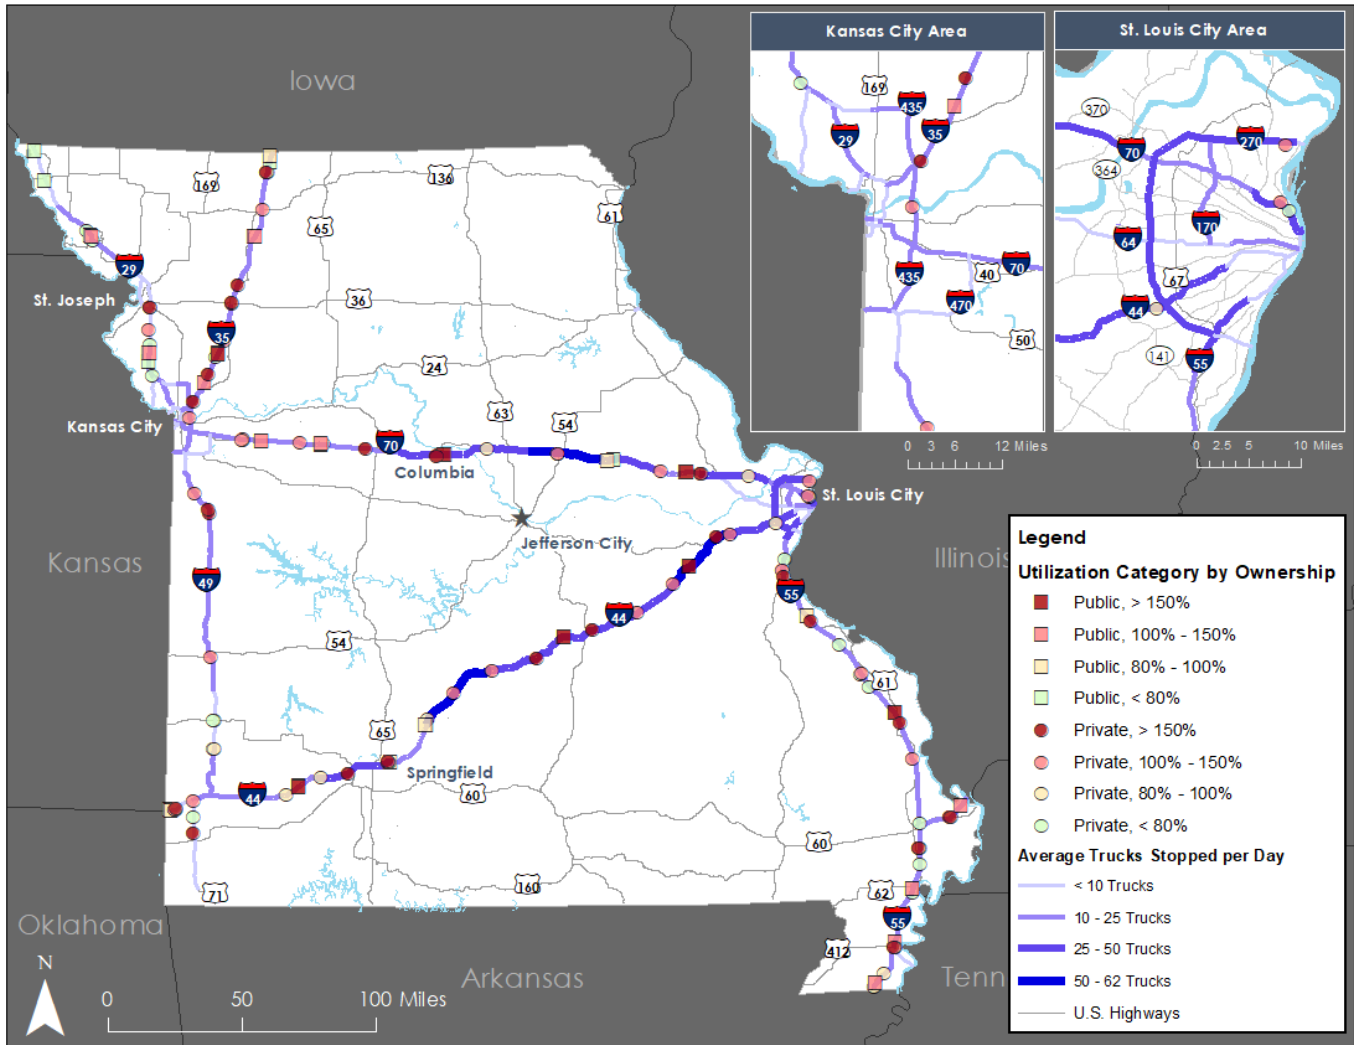 Iowa
169
136
65
61
29
St. Joseph
36
35
24
63
54
Kansas City
70
Columbia
St. Louis City
Jefferson City
Kansas
Illinois
49
55
44
54
61
65
Springfield
44
60
60
71
160
62
55
412
Oklahoma
Arkansas
Tenn
N
0 50 100 Miles
Kansas City Area
169
435
29
35
435
70
40
470
50
0 3 6 12 Miles
St. Louis City Area
370
270
70
364
170
64
67
44
141
55
0 2.5 5 10 Miles
Legend
Utilization Category by Ownership
Public, > 150%
Public, 100% - 150%
Public, 80% - 100%
Public, < 80%
Private, > 150%
Private, 100% - 150%
Private, 80% - 100%
Private, < 80%
Average Trucks Stopped per Day
< 10 Trucks
10 - 25 Trucks
25 - 50 Trucks
50 - 62 Trucks
U.S. Highways